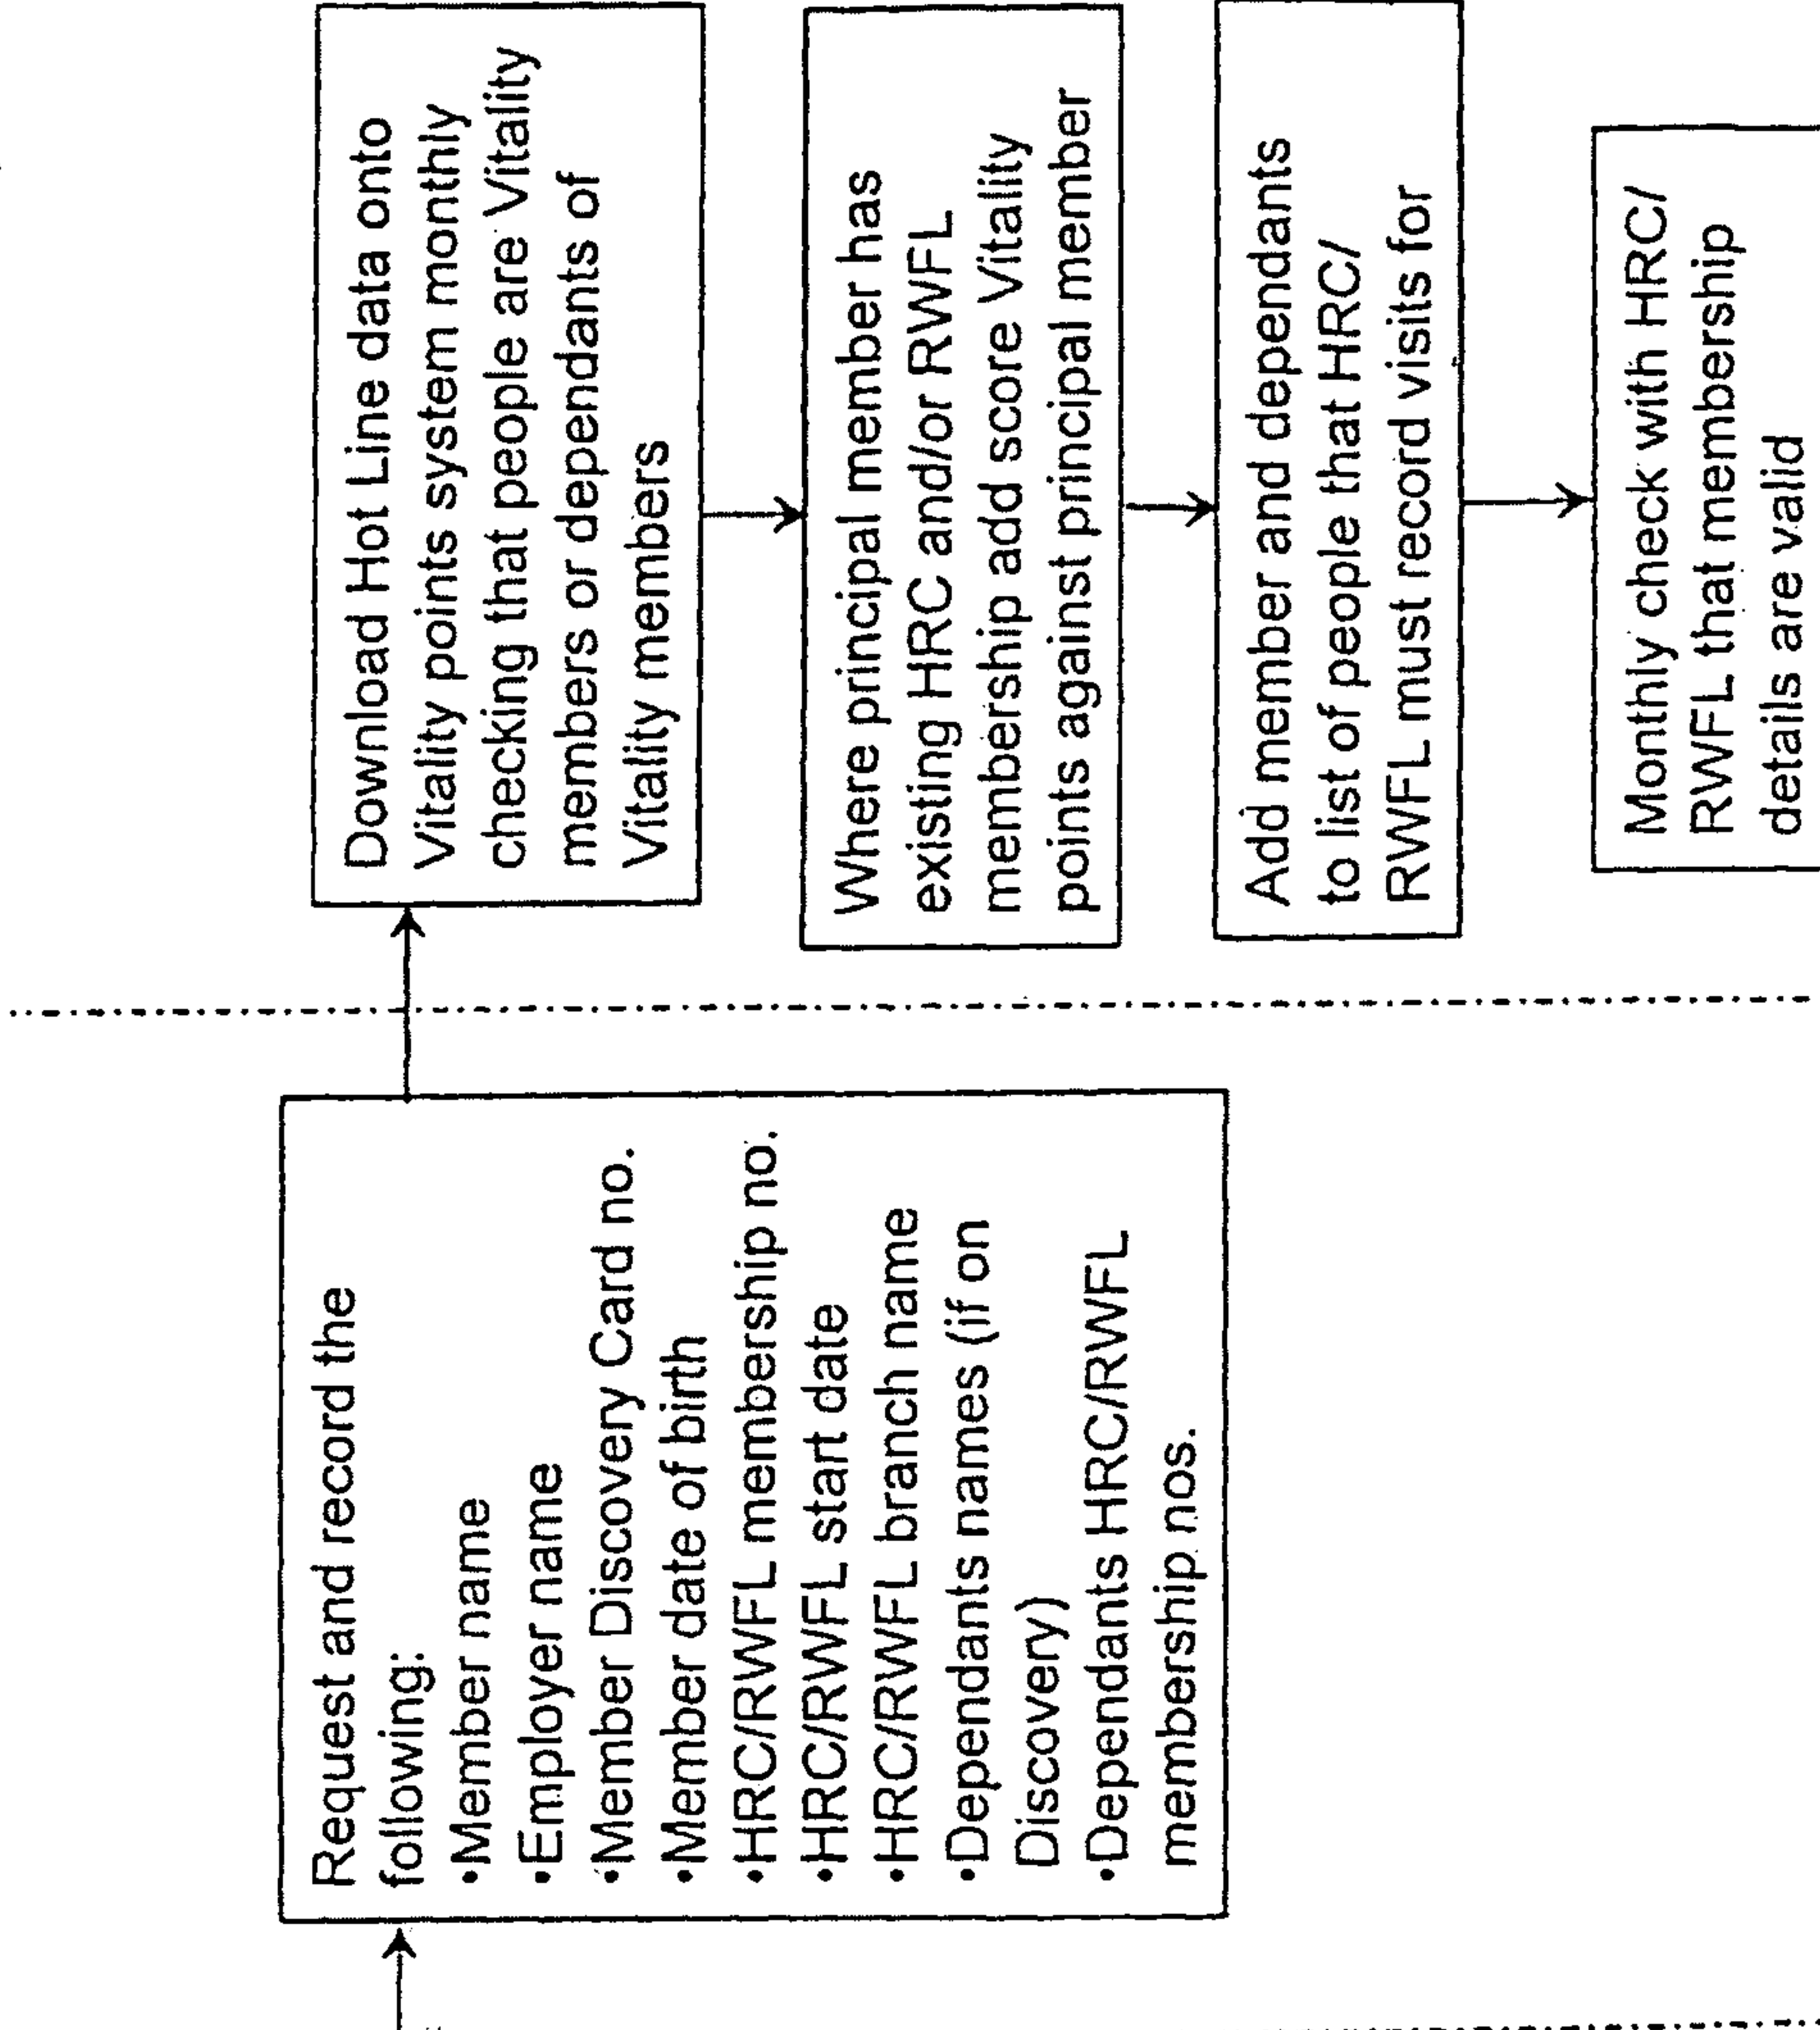 Request and record the
following:
•Member name
•Employer name
•Member Discovery Card no.
•Member date of birth
•HRC/RWFL membership no.
•HRC/RWFL start date
•HRC/RWFL branch name
•Dependants names (if on
Discovery)
•Dependants HRC/RWFL
membership nos.
Download Hot Line data onto
Vitality points system monthly
checking that people are Vitality
members or dependants of
Vitality members
Where principal member has
existing HRC and/or RWFL
membership add score Vitality
points against principal member
Add member and dependants
to list of people that HRC/
RWFL must record visits for
Monthly check with HRC/
RWFL that membership
details are valid